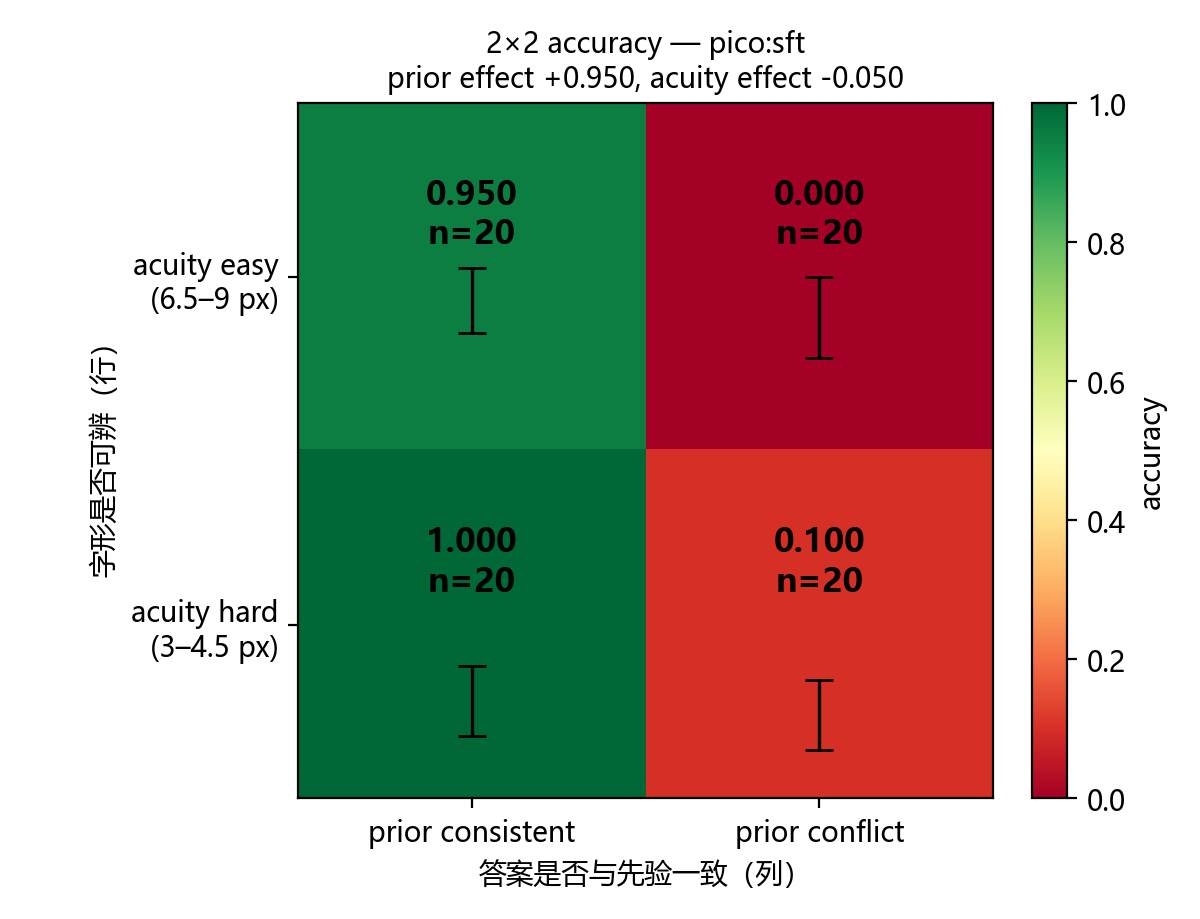 2×2 accuracy — pico:sft
prior effect +0.950, acuity effect -0.050
0.950
n=20
0.000
n=20
1.000
n=20
0.100
n=20
acuity easy
(6.5–9 px)
acuity hard
(3–4.5 px)
字形是否可辨（行）
prior consistent
prior conflict
答案是否与先验一致（列）
1.0
0.8
0.6
0.4
0.2
0.0
accuracy